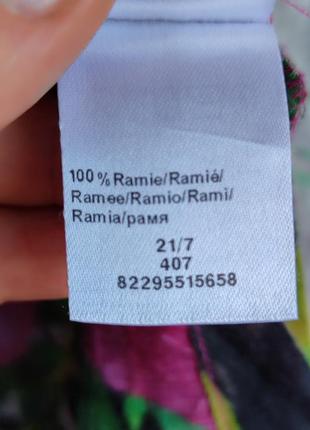 100% Ramie/Ramié/
Ramee/Ramio/Rami/
Ramia/рамя
21/7
407
82295515658